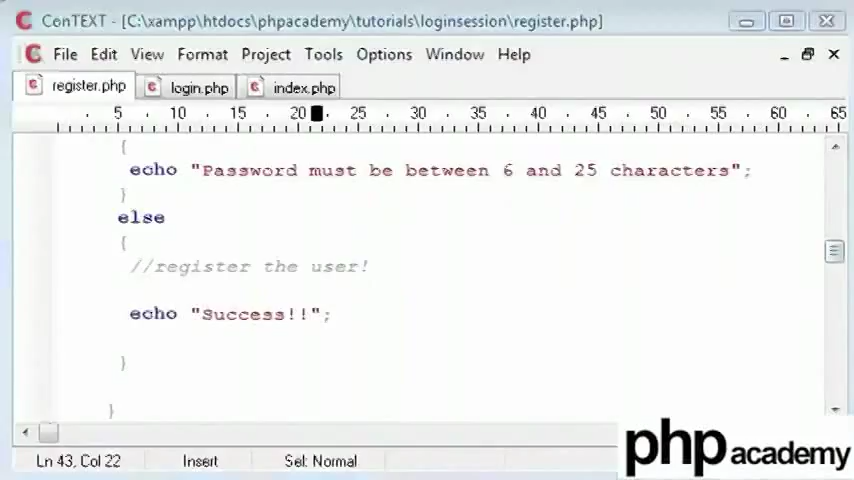 ConTEXT - [C:\xampp\htdocs\phpacademy\tutorials\loginsession\register.php]
File Edit View Format Project Tools Options Window Help
register.php login.php index.php
5 10 15 20 25 30 35 40 45 50 55 60 65
{
echo "Password must be between 6 and 25 characters";
}
else
{
//register the user!
echo "Success!!";
}
}
Ln 43, Col 22 Insert Sel: Normal
php academy